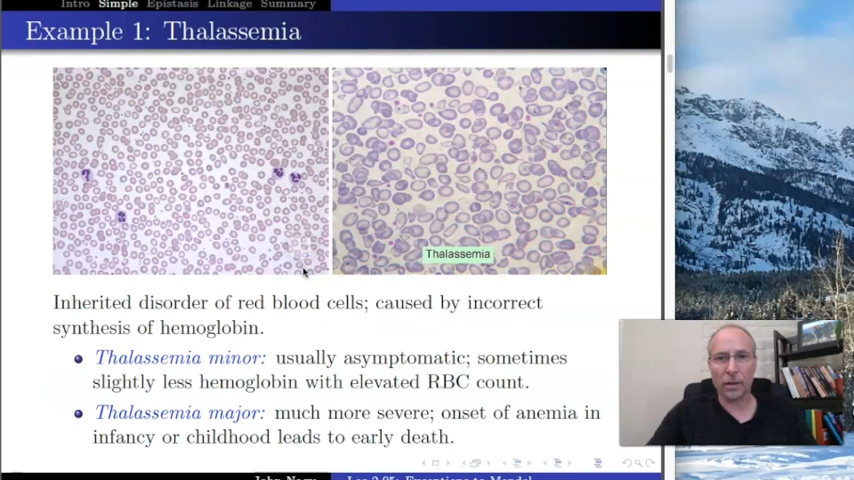 Intro Simple Epistasis Linkage Summary
Example 1: Thalassemia
Thalassemia
Inherited disorder of red blood cells; caused by incorrect
synthesis of hemoglobin.
Thalassemia minor: usually asymptomatic; sometimes
slightly less hemoglobin with elevated RBC count.
Thalassemia major: much more severe; onset of anemia in
infancy or childhood leads to early death.